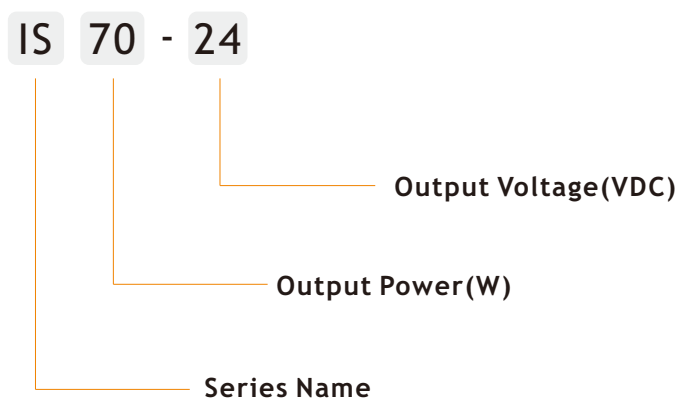 IS 70 - 24
Output Voltage(VDC)
Output Power(W)
Series Name